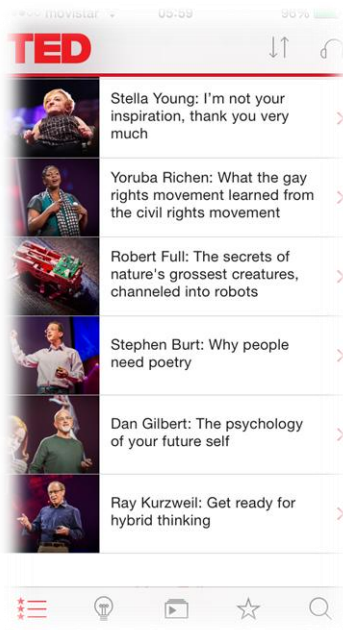 movistar 05:59 96%
TED
Stella Young: I'm not your
inspiration, thank you very
much
Yoruba Richen: What the gay
rights movement learned from
the civil rights movement
Robert Full: The secrets of
nature's grossest creatures,
channeled into robots
Stephen Burt: Why people
need poetry
Dan Gilbert: The psychology
of your future self
Ray Kurzweil: Get ready for
hybrid thinking